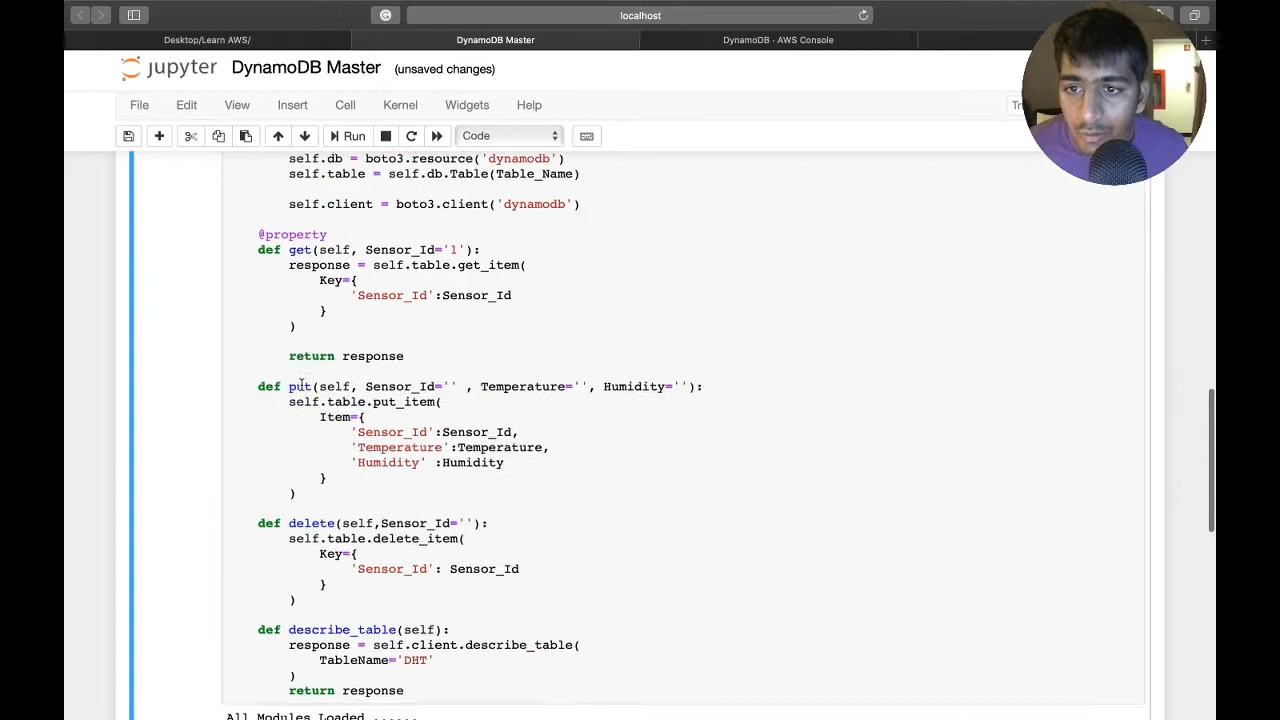 localhost
Desktop/Learn AWS/
DynamoDB Master
DynamoDB · AWS Console
jupyter DynamoDB Master (unsaved changes)
File Edit View Insert Cell Kernel Widgets Help
Run Code
self.db = boto3.resource('dynamodb')
self.table = self.db.Table(Table_Name)
self.client = boto3.client('dynamodb')
@property
def get(self, Sensor_Id='1'):
response = self.table.get_item(
Key={
'Sensor_Id':Sensor_Id
}
)
return response
def put(self, Sensor_Id='' , Temperature='', Humidity=''):
self.table.put_item(
Item={
'Sensor_Id':Sensor_Id,
'Temperature':Temperature,
'Humidity' :Humidity
}
)
def delete(self,Sensor_Id=''):
self.table.delete_item(
Key={
'Sensor_Id': Sensor_Id
}
)
def describe_table(self):
response = self.client.describe_table(
TableName='DHT'
)
return response
All Modules Loaded ......